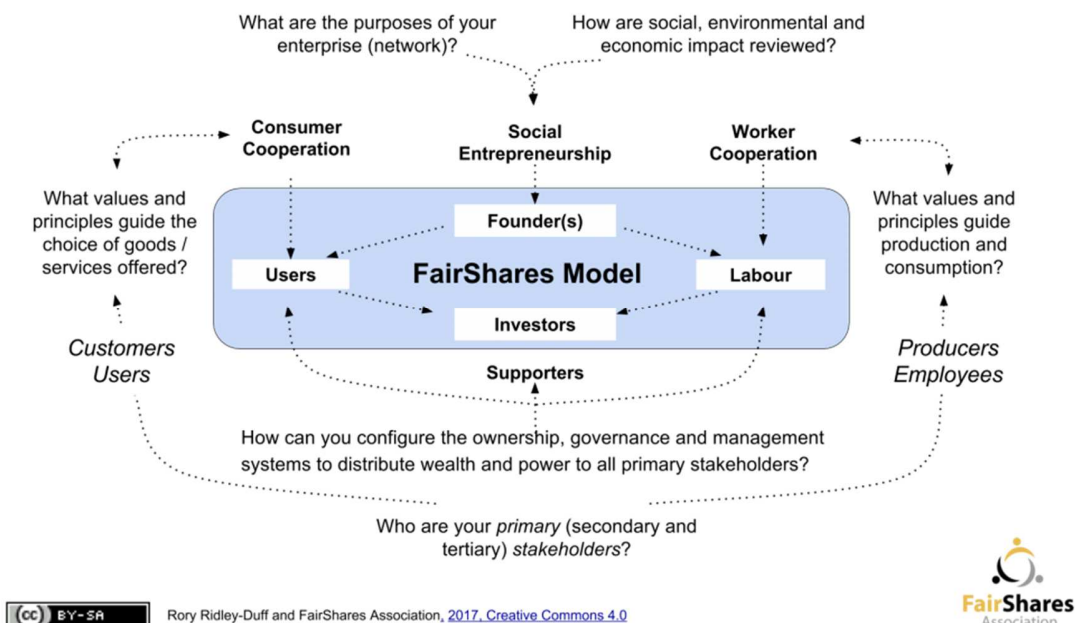 What are the purposes of your
enterprise (network)?
How are social, environmental and
economic impact reviewed?
Consumer
Cooperation
Social
Entrepreneurship
Worker
Cooperation
What values and
principles guide the
choice of goods /
services offered?
What values and
principles guide
production and
consumption?
Founder(s)
Users
FairShares Model
Labour
Investors
Customers
Users
Supporters
Producers
Employees
How can you configure the ownership, governance and management
systems to distribute wealth and power to all primary stakeholders?
Who are your primary (secondary and
tertiary) stakeholders?
cc BY-SA
Rory Ridley-Duff and FairShares Association, 2017, Creative Commons 4.0
FairShares
Association